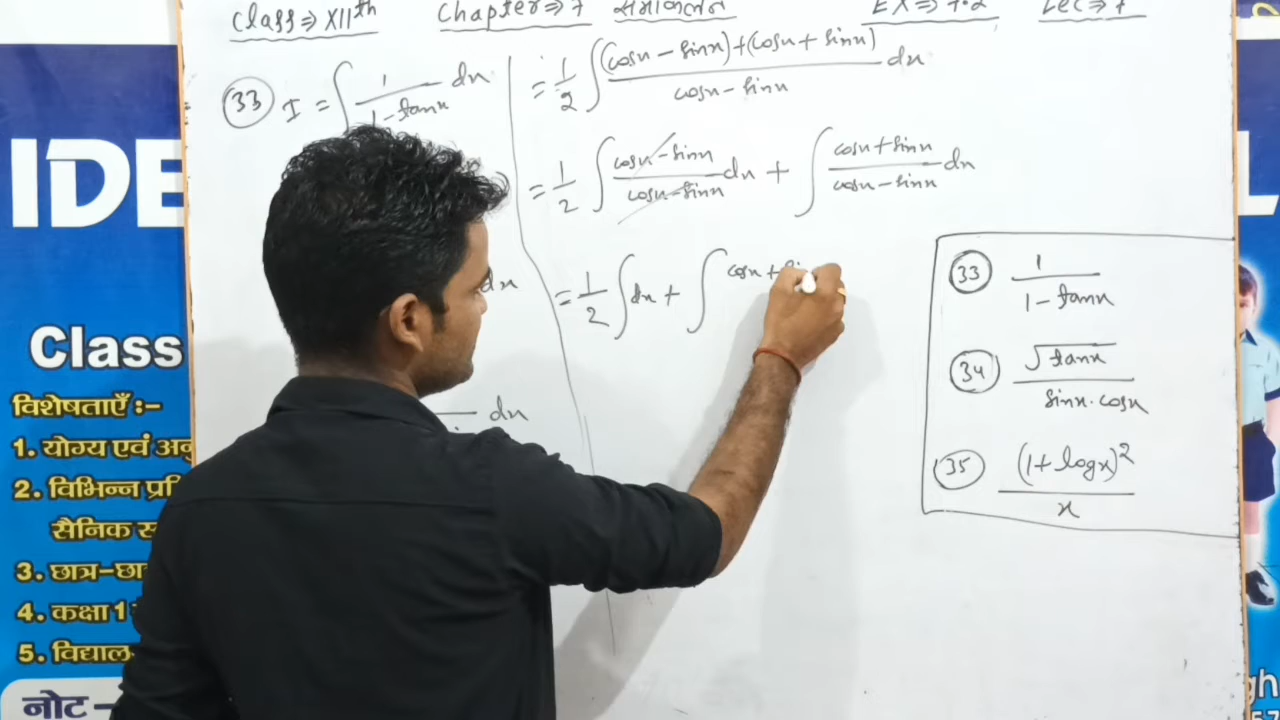 Class⇒ XIIth Chapter⇒ 7 समाकलन EX⇒ 7.2 Lec⇒ 7
(33) I = ∫ 1/(1-tanx) dx
dx
dx
= 1/2 ∫ ((cosx - sinx) + (cosx + sinx))/(cosx - sinx) dx
= 1/2 ∫ (cosx - sinx)/(cosx - sinx) dx + ∫ (cosx + sinx)/(cosx - sinx) dx
= 1/2 ∫ dx + ∫ cosx +
(33) 1/(1 - tanx)
(34) √tanx/(sinx · cosx)
(35) (1 + logx)²/x
IDE
Class
विशेषताएँ :–
1. योग्य एवं
2. विभिन्न
सैनिक
3.
4. कक्षा 1
5.
नोट –
L